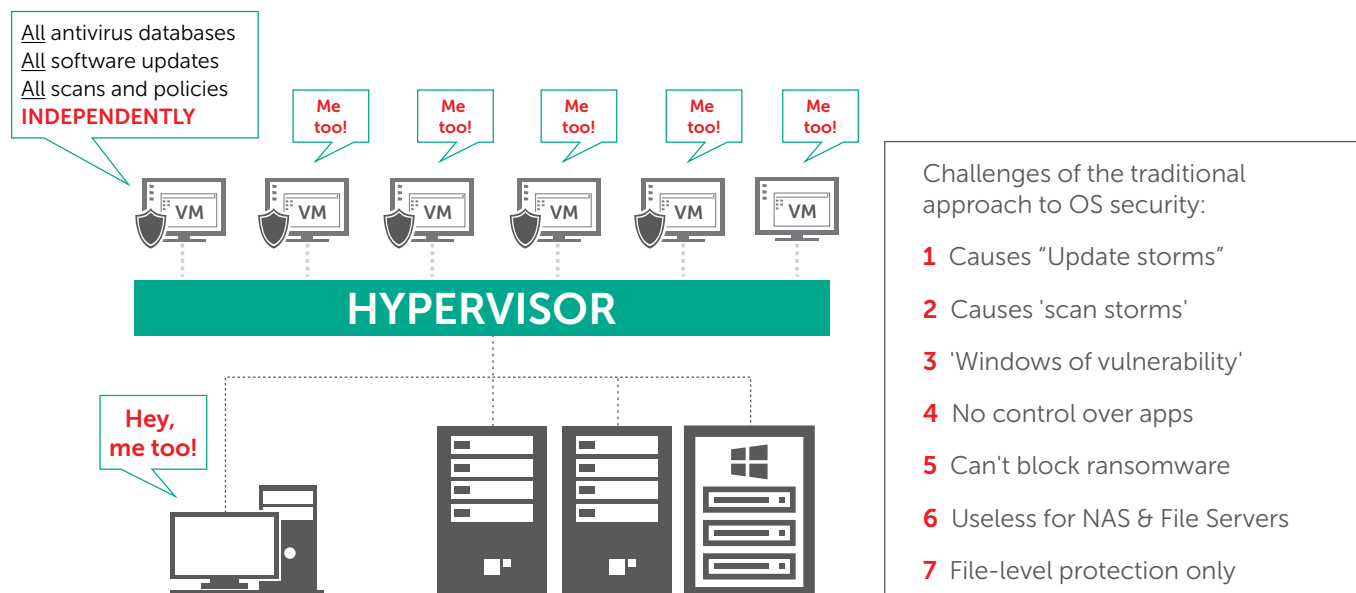 All antivirus databases
All software updates
All scans and policies
INDEPENDENTLY
Me
too!
Me
too!
Me
too!
Me
too!
Me
too!
VM
VM
VM
VM
VM
VM
HYPERVISOR
Hey,
me too!
Challenges of the traditional
approach to OS security:
1 Causes “Update storms”
2 Causes 'scan storms'
3 'Windows of vulnerability'
4 No control over apps
5 Can't block ransomware
6 Useless for NAS & File Servers
7 File-level protection only